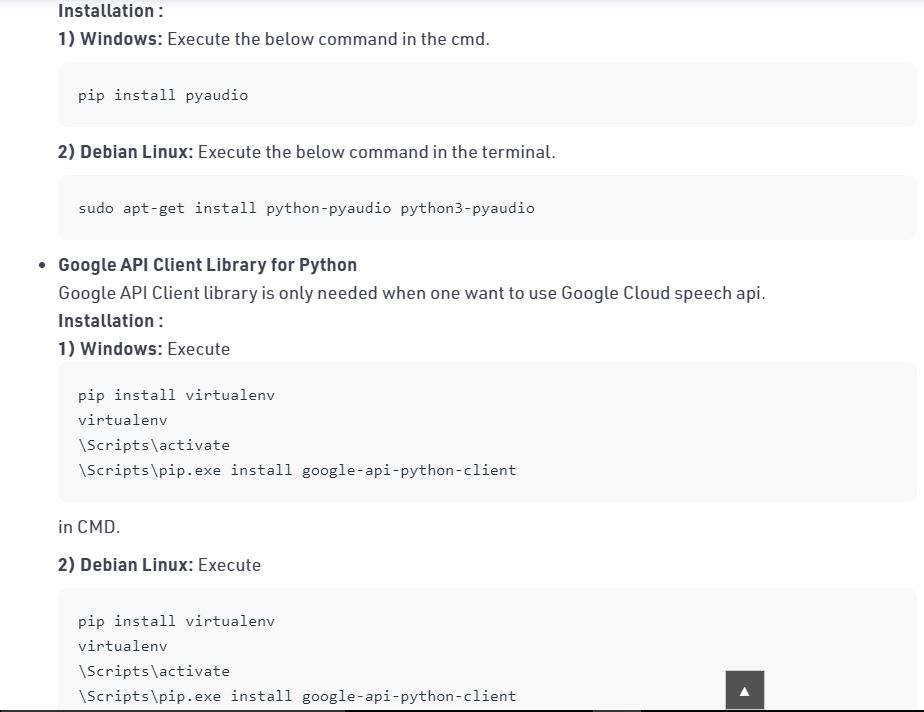 Installation :
1) Windows: Execute the below command in the cmd.
pip install pyaudio
2) Debian Linux: Execute the below command in the terminal.
sudo apt-get install python-pyaudio python3-pyaudio
• Google API Client Library for Python
Google API Client library is only needed when one want to use Google Cloud speech api.
Installation :
1) Windows: Execute
pip install virtualenv
virtualenv
\Scripts\activate
\Scripts\pip.exe install google-api-python-client
in CMD.
2) Debian Linux: Execute
pip install virtualenv
virtualenv
\Scripts\activate
\Scripts\pip.exe install google-api-python-client